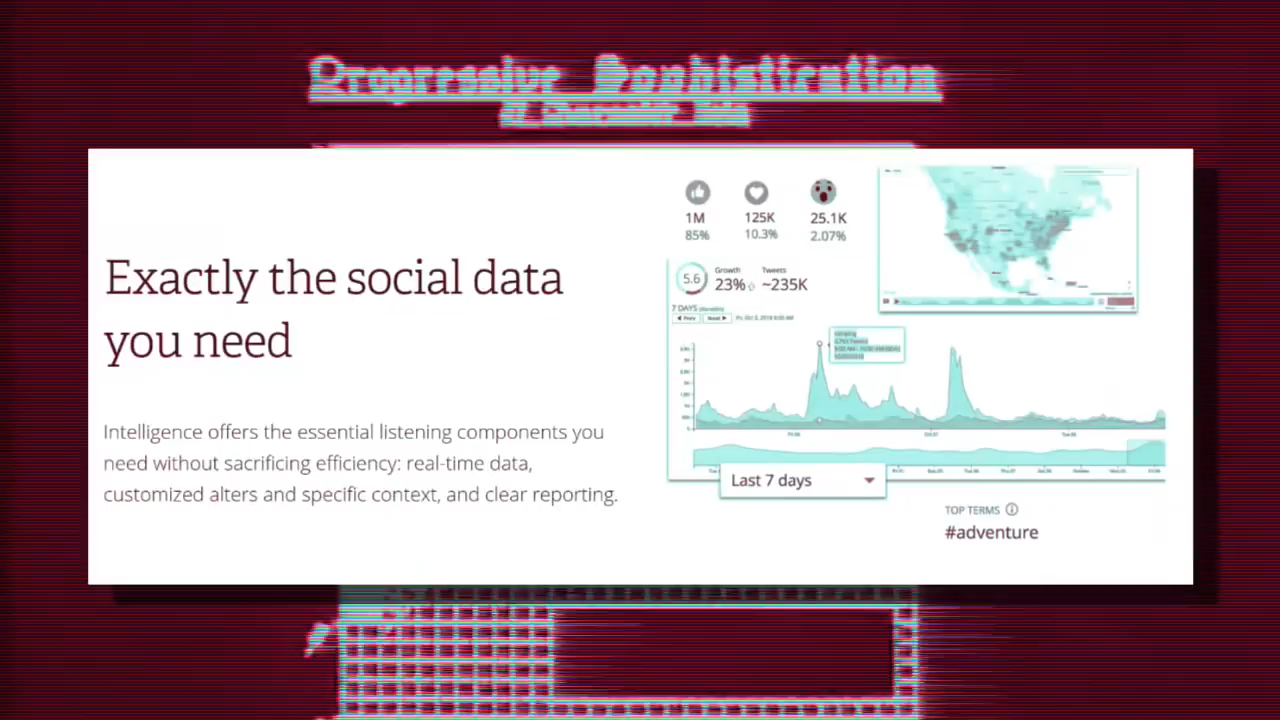 Progressive Sophistication
1M
125K
25.1K
85%
10.3%
2.07%
Exactly the social data
you need
5.6
Growth
Tweets
23%
~235K
7 DAYS
Prev
Next
Intelligence offers the essential listening components you
need without sacrificing efficiency: real-time data,
customized alters and specific context, and clear reporting.
Last 7 days
TOP TERMS
#adventure